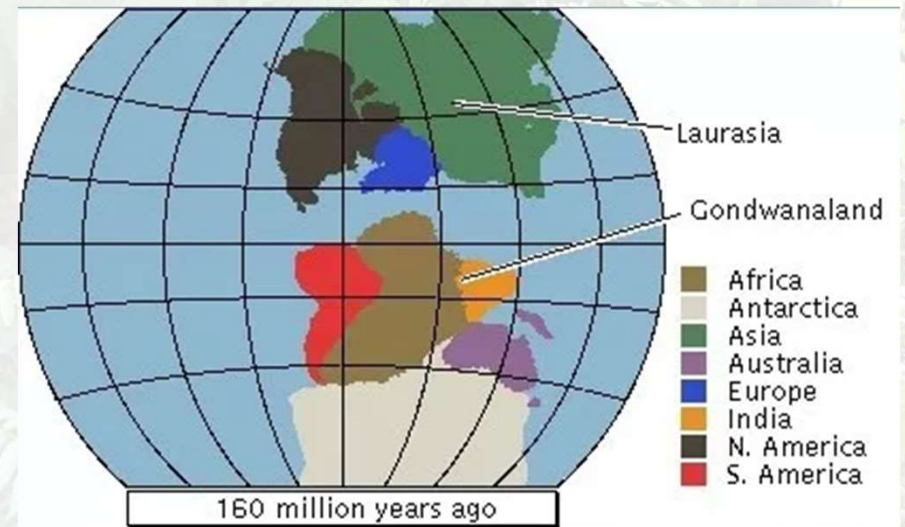 Laurasia
Gondwanaland
Africa
Antarctica
Asia
Australia
Europe
India
N. America
S. America
160 million years ago